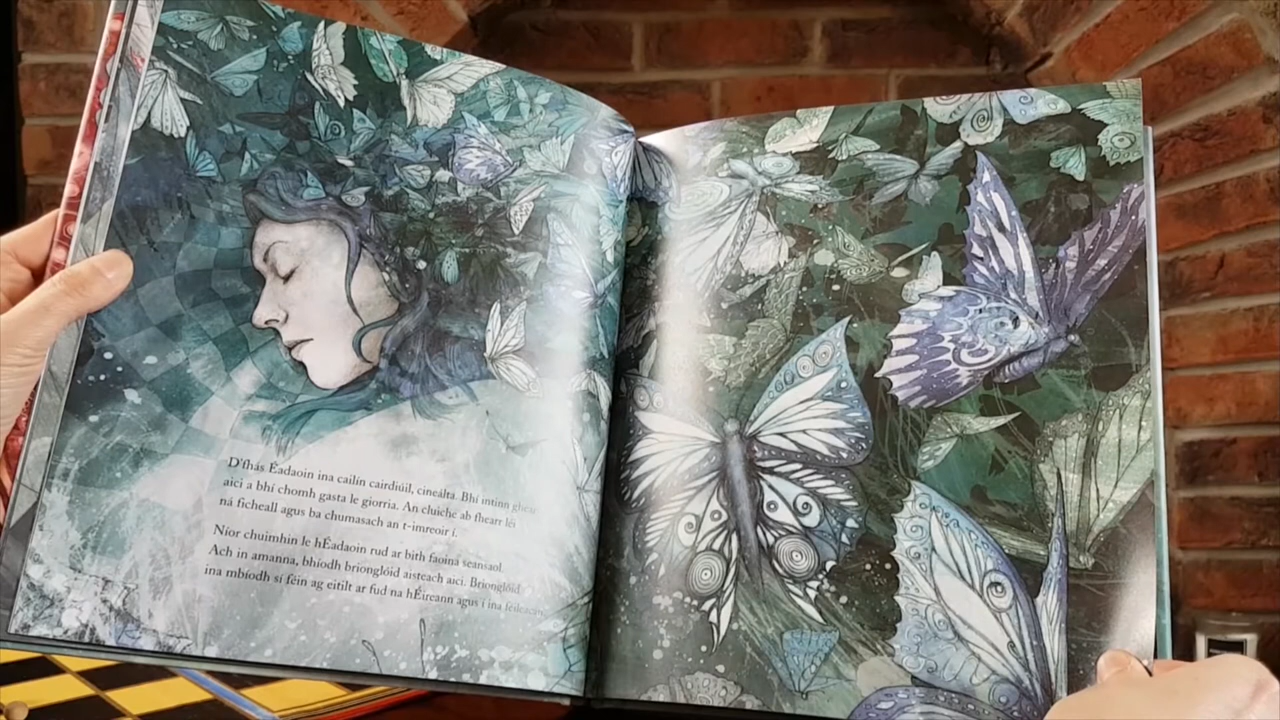 D'fhás Éadaoin ina cailín cairdiúil, cineálta. Bhí intinn ghéar
aici a bhí chomh gasta le giorria. An cluiche ab fhearr léi
ná ficheall agus ba chumasach an t-imreoir í.
Níor chuimhin le hÉadaoin rud ar bith faoina seansaol.
Ach in amanna, bhíodh brionglóid aisteach aici. Brionglóid
ina mbíodh sí féin ag eitilt ar fud na hÉireann agus í ina féileacán.